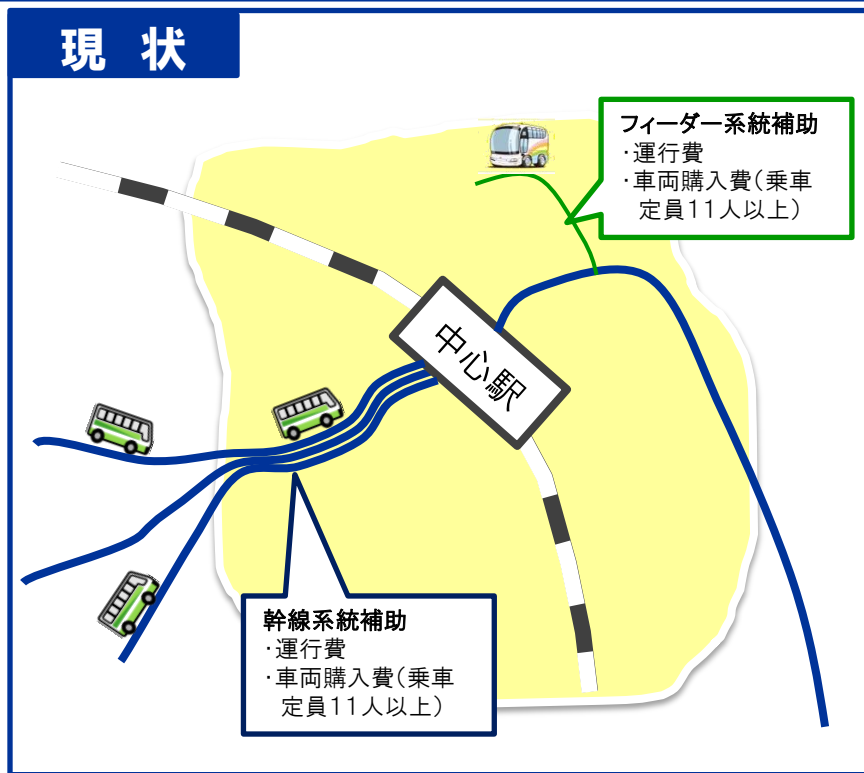 現 状
フィーダー系統補助
・運行費
・車両購入費(乗車
定員11人以上)
中心駅
幹線系統補助
・運行費
・車両購入費(乗車
定員11人以上)